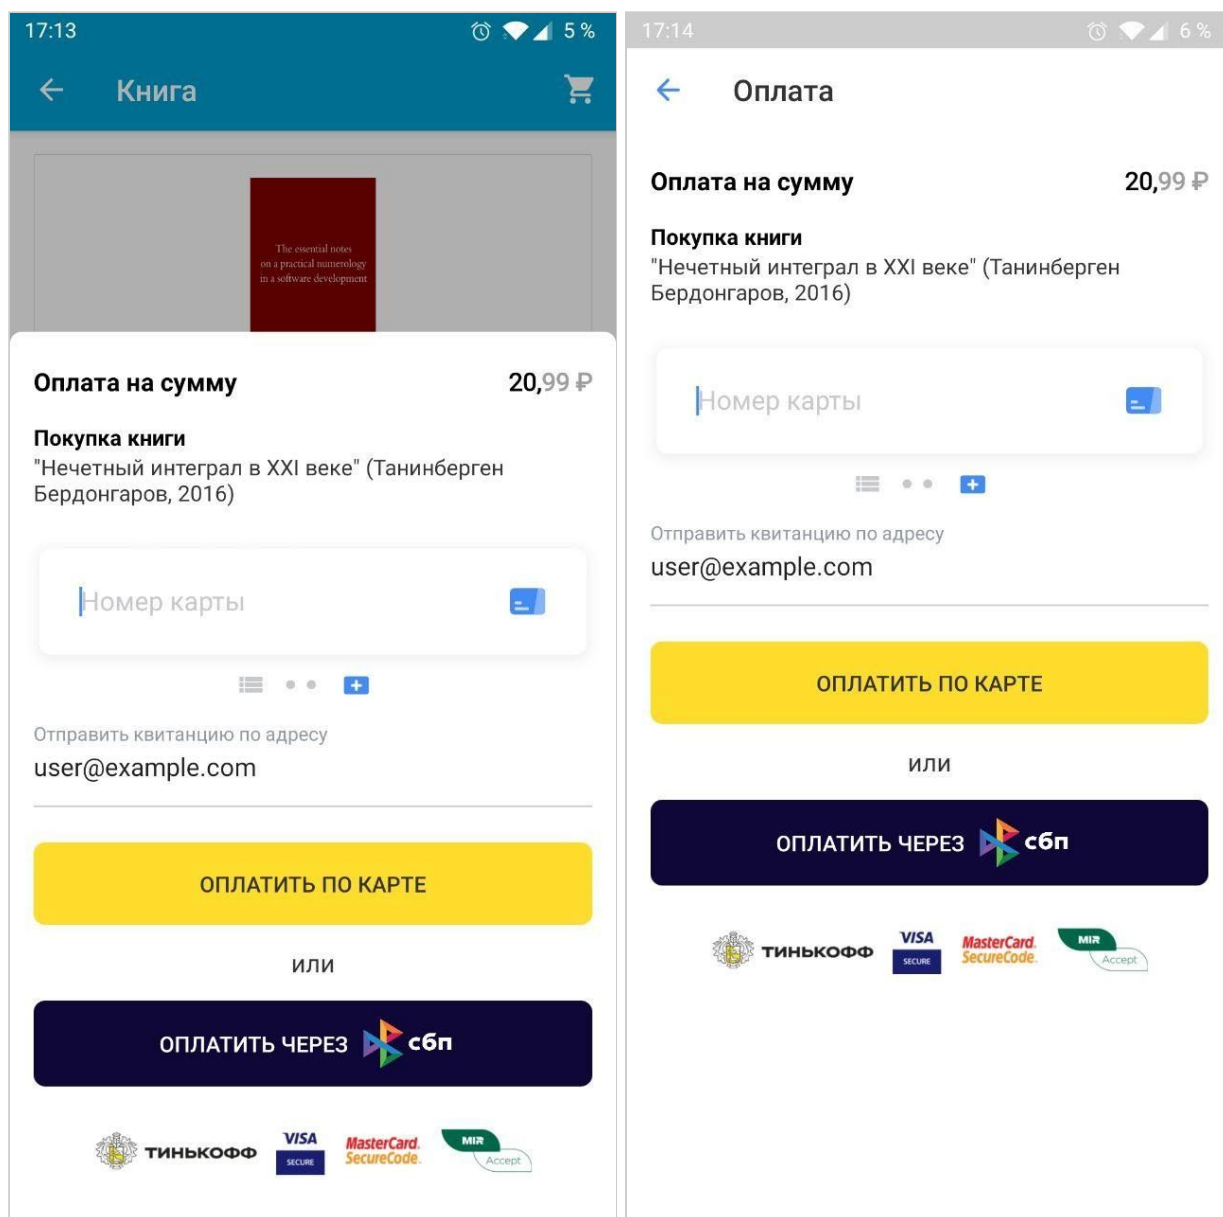 17:13
5 %
Книга
The essential notes
on a practical numerology
in a software development
Оплата на сумму
20,99 ₽
Покупка книги
"Нечетный интеграл в XXI веке" (Танинберген
Бердонгаров, 2016)
Номер карты
Отправить квитанцию по адресу
user@example.com
ОПЛАТИТЬ ПО КАРТЕ
или
ОПЛАТИТЬ ЧЕРЕЗ сбп
ТИНЬКОФФ
VISA
SECURE
MasterCard.
SecureCode.
MIR
Accept
17:14
6 %
Оплата
Оплата на сумму
20,99 ₽
Покупка книги
"Нечетный интеграл в XXI веке" (Танинберген
Бердонгаров, 2016)
Номер карты
Отправить квитанцию по адресу
user@example.com
ОПЛАТИТЬ ПО КАРТЕ
или
ОПЛАТИТЬ ЧЕРЕЗ сбп
ТИНЬКОФФ
VISA
SECURE
MasterCard.
SecureCode.
MIR
Accept